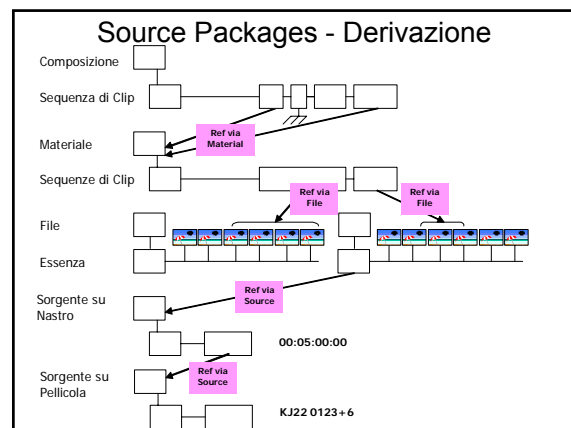 Source Packages - Derivazione
Composizione
Sequenza di Clip
Ref via
Material
Materiale
Sequenze di Clip
Ref via
File
Ref via
File
File
Essenza
Ref via
Source
Sorgente su
Nastro
00:05:00:00
Ref via
Source
Sorgente su
Pellicola
KJ22 0123+6